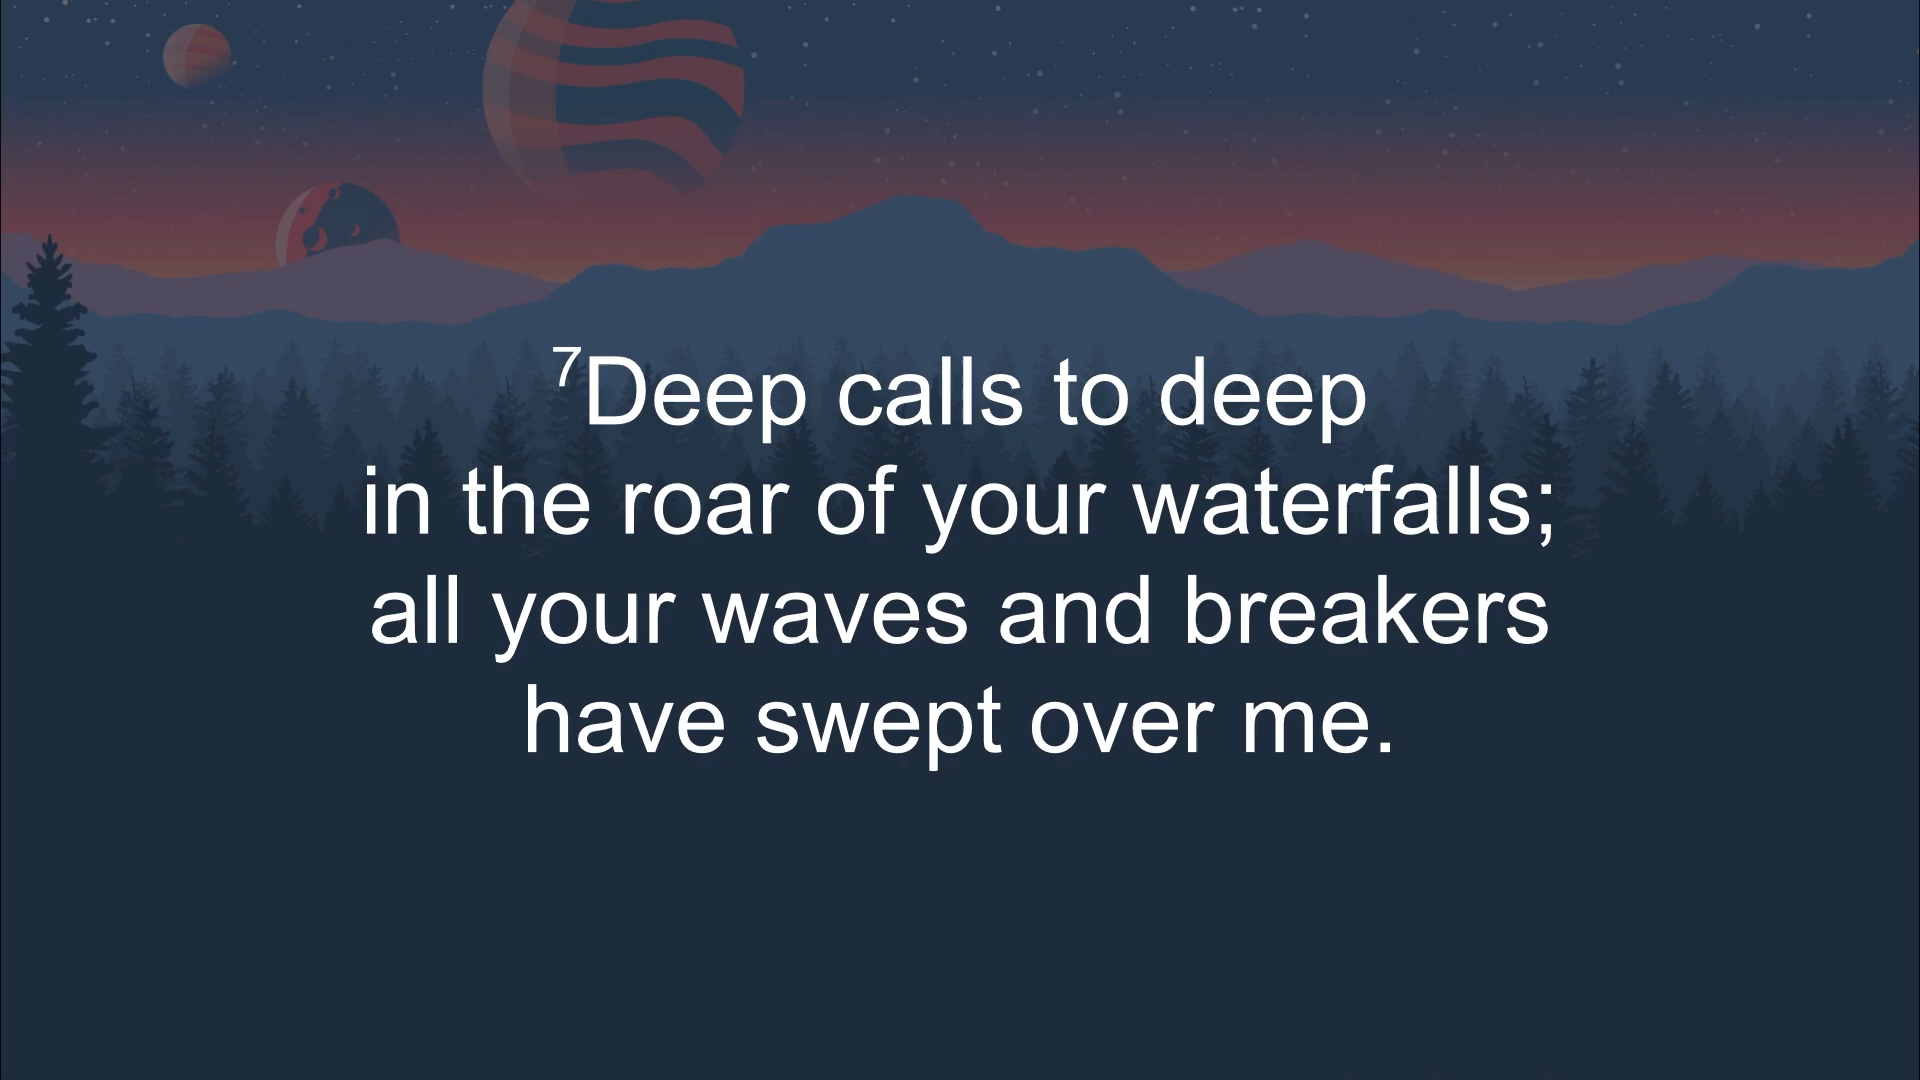 ⁷Deep calls to deep
in the roar of your waterfalls;
all your waves and breakers
have swept over me.